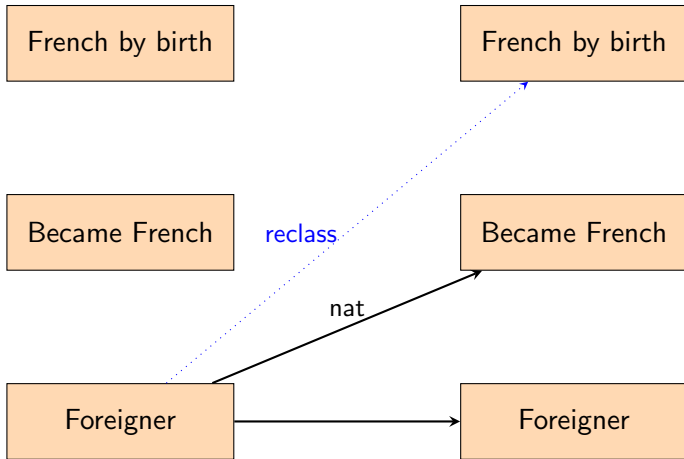 French by birth
French by birth
Became French
reclass
Became French
nat
Foreigner
Foreigner